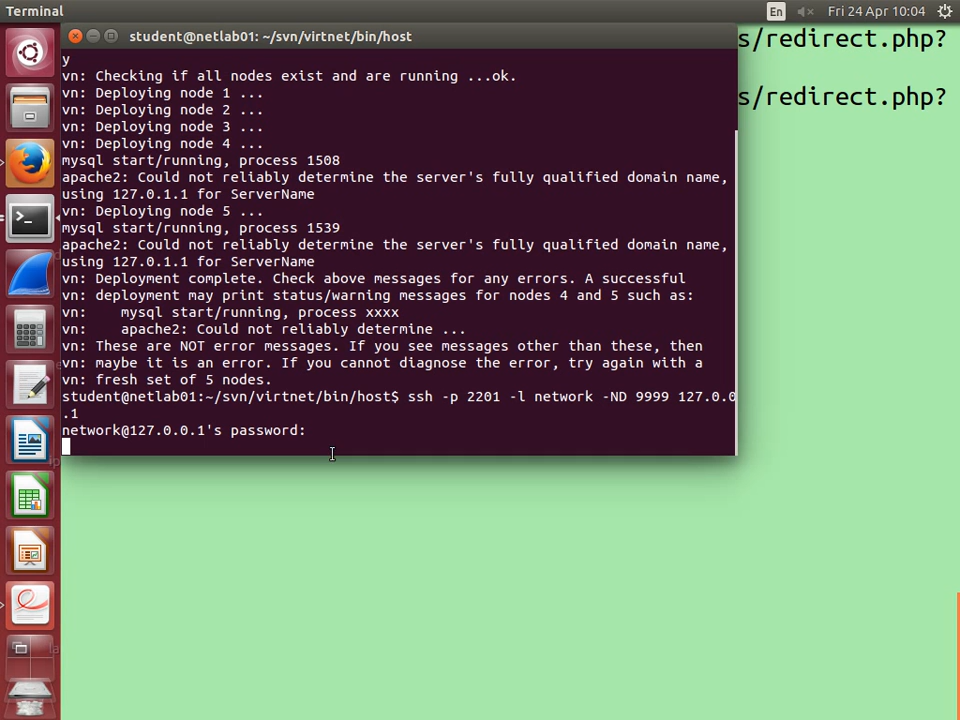 Terminal
En
Fri 24 Apr 10:04
student@netlab01: ~/svn/virtnet/bin/host
s/redirect.php?
s/redirect.php?
y
vn: Checking if all nodes exist and are running ...ok.
vn: Deploying node 1 ...
vn: Deploying node 2 ...
vn: Deploying node 3 ...
vn: Deploying node 4 ...
mysql start/running, process 1508
apache2: Could not reliably determine the server's fully qualified domain name,
using 127.0.1.1 for ServerName
vn: Deploying node 5 ...
mysql start/running, process 1539
apache2: Could not reliably determine the server's fully qualified domain name,
using 127.0.1.1 for ServerName
vn: Deployment complete. Check above messages for any errors. A successful
vn: deployment may print status/warning messages for nodes 4 and 5 such as:
vn:    mysql start/running, process xxxx
vn:    apache2: Could not reliably determine ...
vn: These are NOT error messages. If you see messages other than these, then
vn: maybe it is an error. If you cannot diagnose the error, try again with a
vn: fresh set of 5 nodes.
student@netlab01:~/svn/virtnet/bin/host$ ssh -p 2201 -l network -ND 9999 127.0.0
.1
network@127.0.0.1's password: